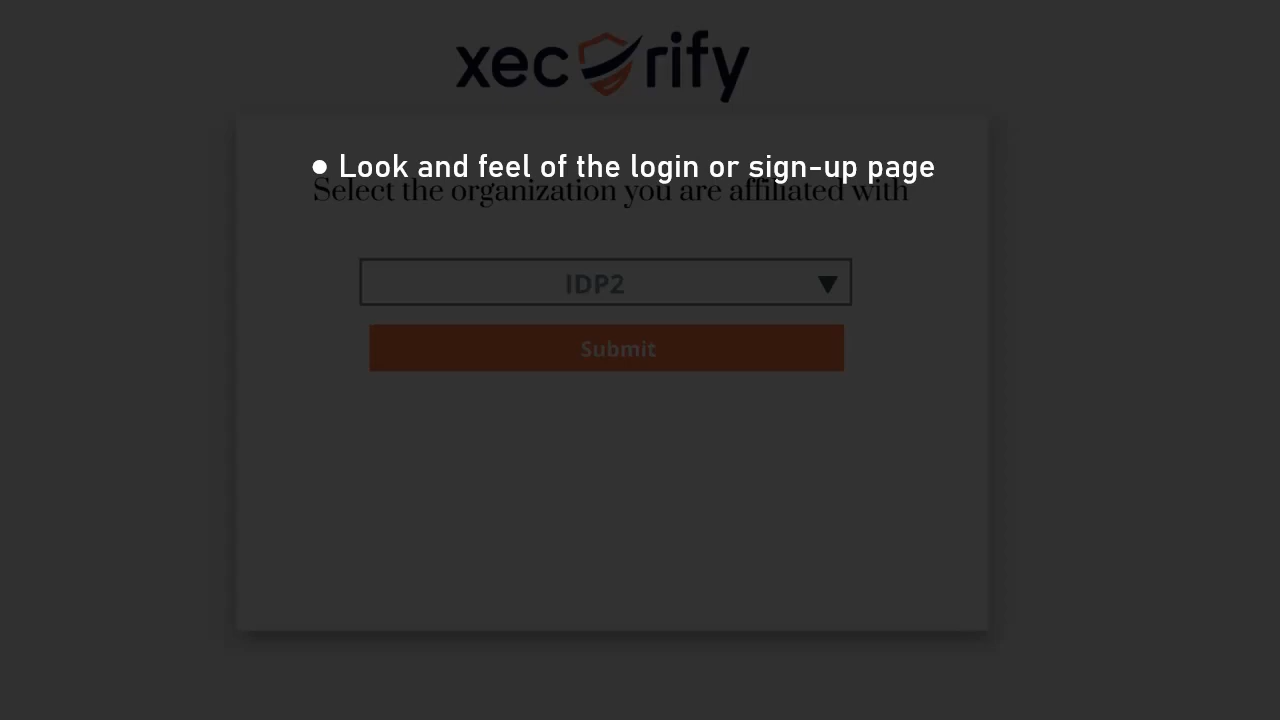 xecurify
● Look and feel of the login or sign-up page
Select the organization you are affiliated with
IDP2
Submit